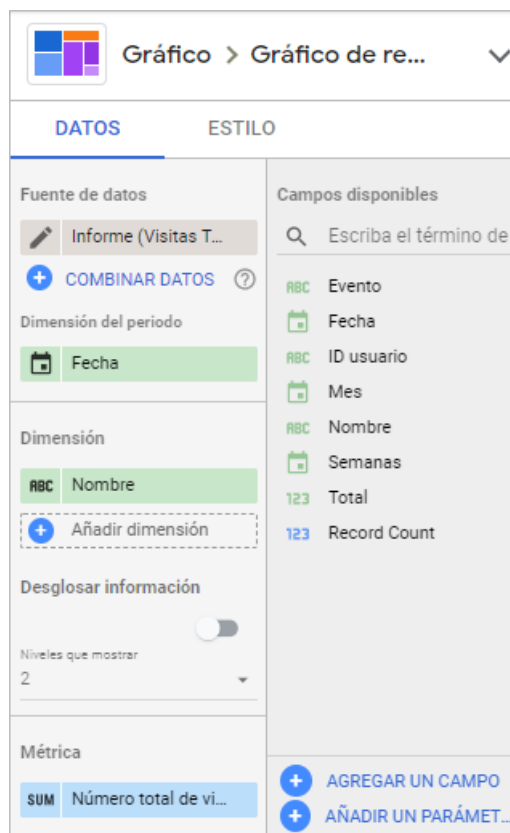 Gráfico > Gráfico de re...
DATOS
ESTILO
Fuente de datos
Informe (Visitas T...
COMBINAR DATOS
Dimensión del periodo
Fecha
Dimensión
ABC Nombre
Añadir dimensión
Desglosar información
Niveles que mostrar
2
Métrica
SUM Número total de vi...
Campos disponibles
Escriba el término de
ABC Evento
Fecha
ABC ID usuario
Mes
ABC Nombre
Semanas
123 Total
123 Record Count
AGREGAR UN CAMPO
AÑADIR UN PARÁMET...